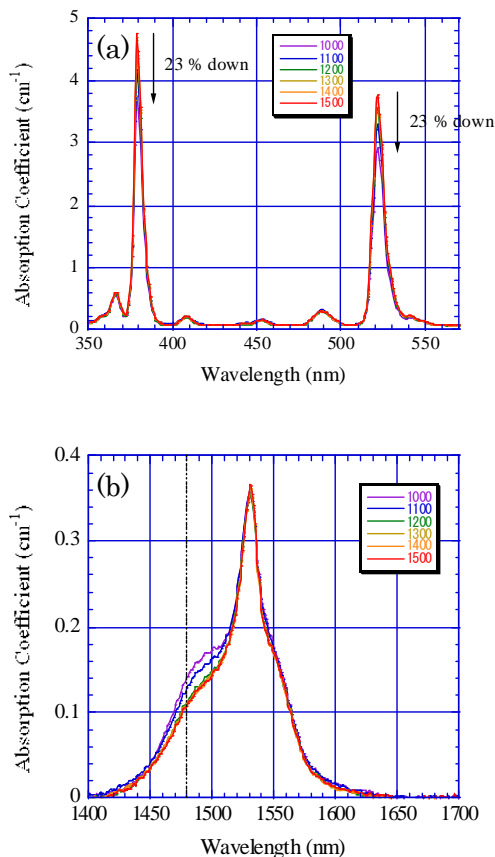 (a)
5
4
3
2
1
0
Absorption Coefficient (cm-1)
23 % down
23 % down
1000
1100
1200
1300
1400
1500
350 400 450 500 550
Wavelength (nm)
(b)
0.4
0.3
0.2
0.1
0
Absorption Coefficient (cm-1)
1000
1100
1200
1300
1400
1500
1400 1450 1500 1550 1600 1650 1700
Wavelength (nm)